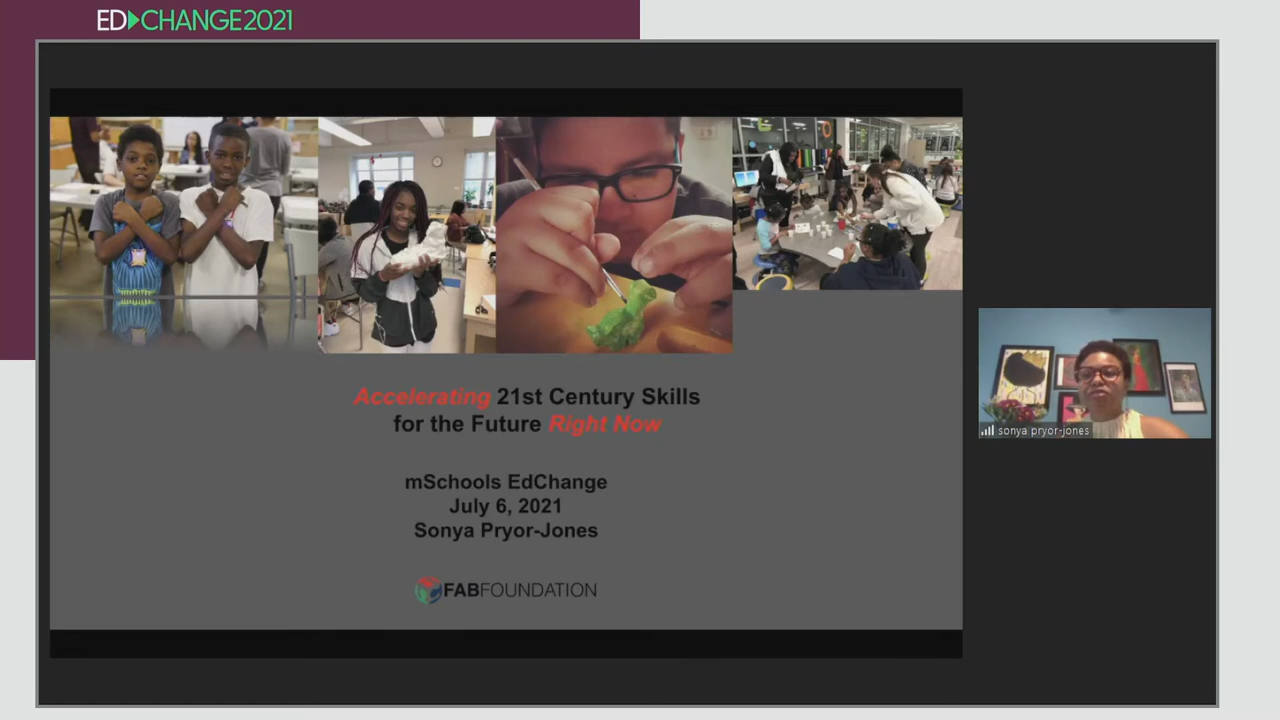 ED▶CHANGE2021
Accelerating 21st Century Skills
for the Future Right Now
mSchools EdChange
July 6, 2021
Sonya Pryor-Jones
FABFOUNDATION
sonya pryor-jones